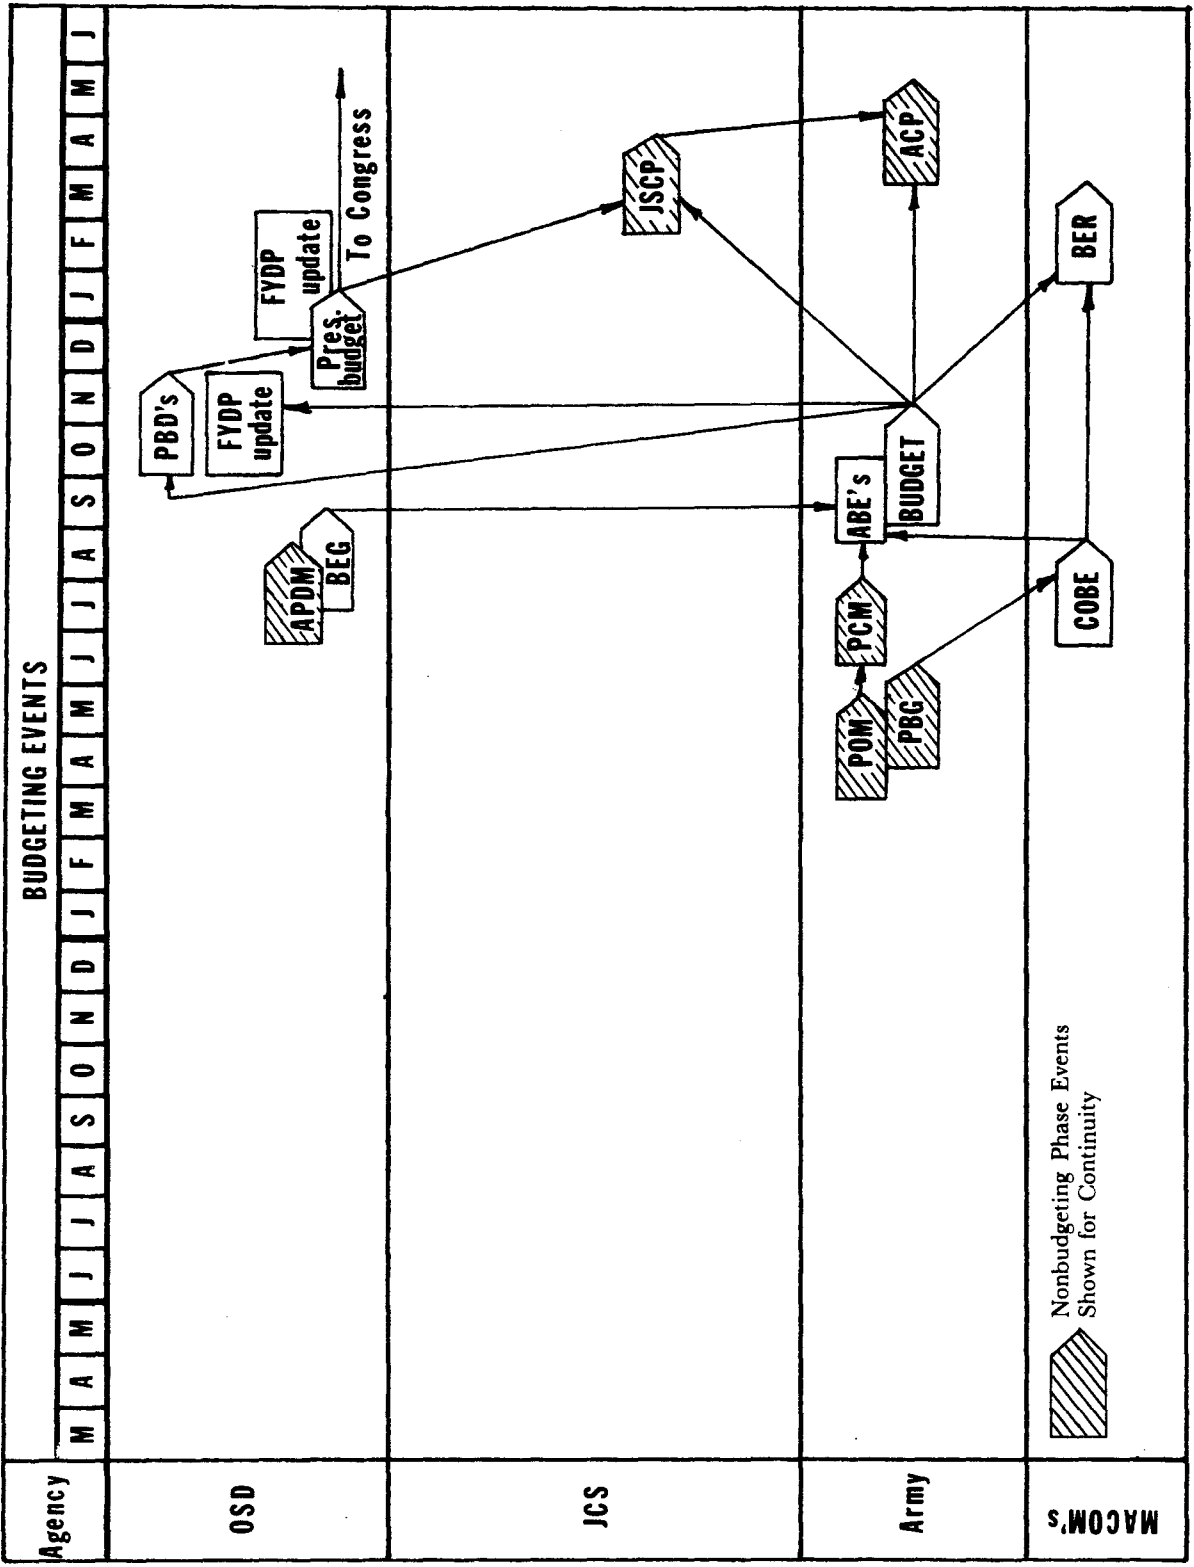 BUDGETING EVENTS
Agency M A M J J A S O N D J F M A M J J A S O N D J F M A M J
OSD
PBD's
FYDP
update
FYDP
update
APDM
BEG
Pres.
budget
To Congress
JCS
JSCP
Army
POM
PCM
ABE's
PBG
BUDGET
ACP
MACOM's
COBE
BER
Nonbudgeting Phase Events
Shown for Continuity